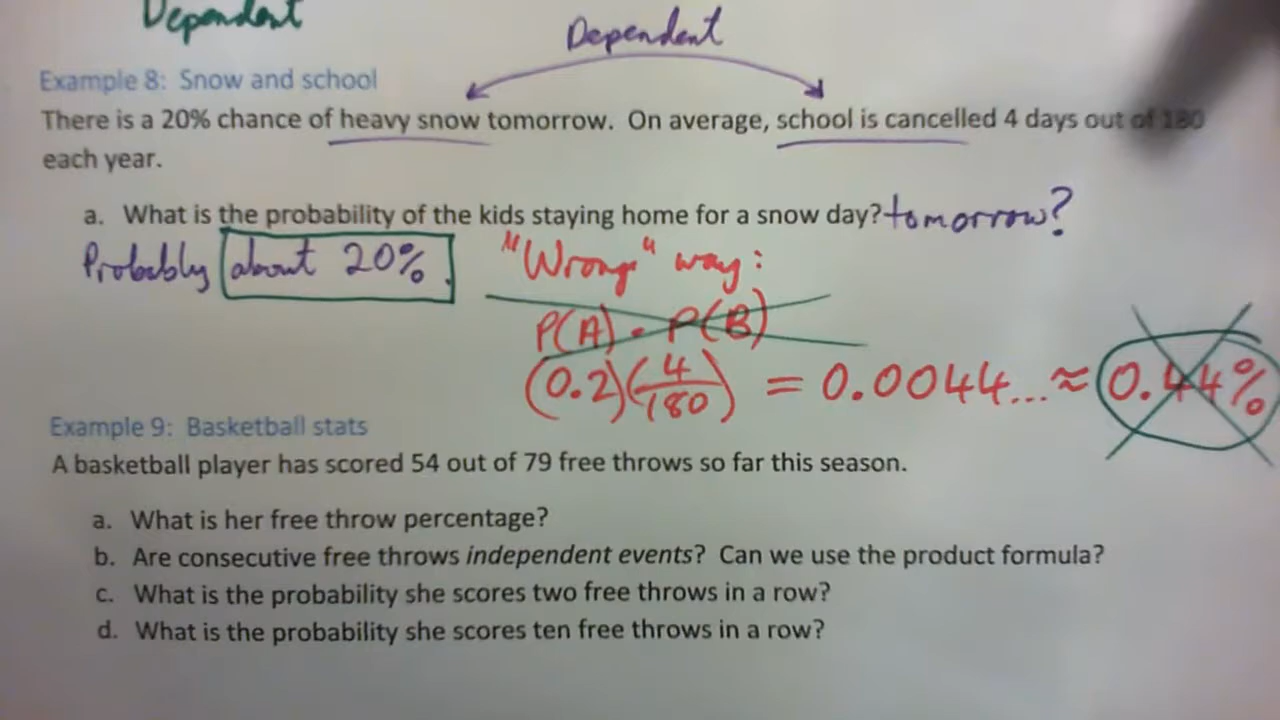 Dependent
Dependent
Example 8: Snow and school
There is a 20% chance of heavy snow tomorrow. On average, school is cancelled 4 days out of 180
each year.
a. What is the probability of the kids staying home for a snow day? tomorrow?
Probably about 20%.
"Wrong" way:
P(A) · P(B)
(0.2)(4/180) = 0.0044... ≈ 0.44%
Example 9: Basketball stats
A basketball player has scored 54 out of 79 free throws so far this season.
a. What is her free throw percentage?
b. Are consecutive free throws independent events? Can we use the product formula?
c. What is the probability she scores two free throws in a row?
d. What is the probability she scores ten free throws in a row?